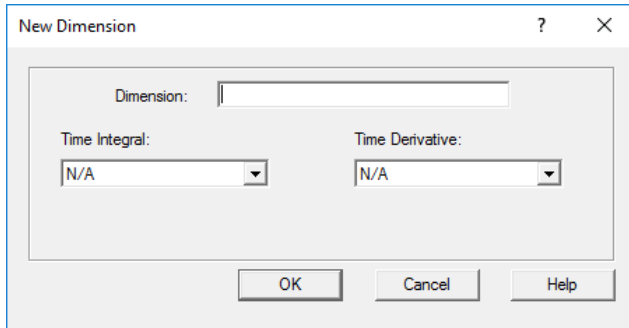 New Dimension ?
Dimension:
Time Integral: Time Derivative:
N/A N/A
OK Cancel Help